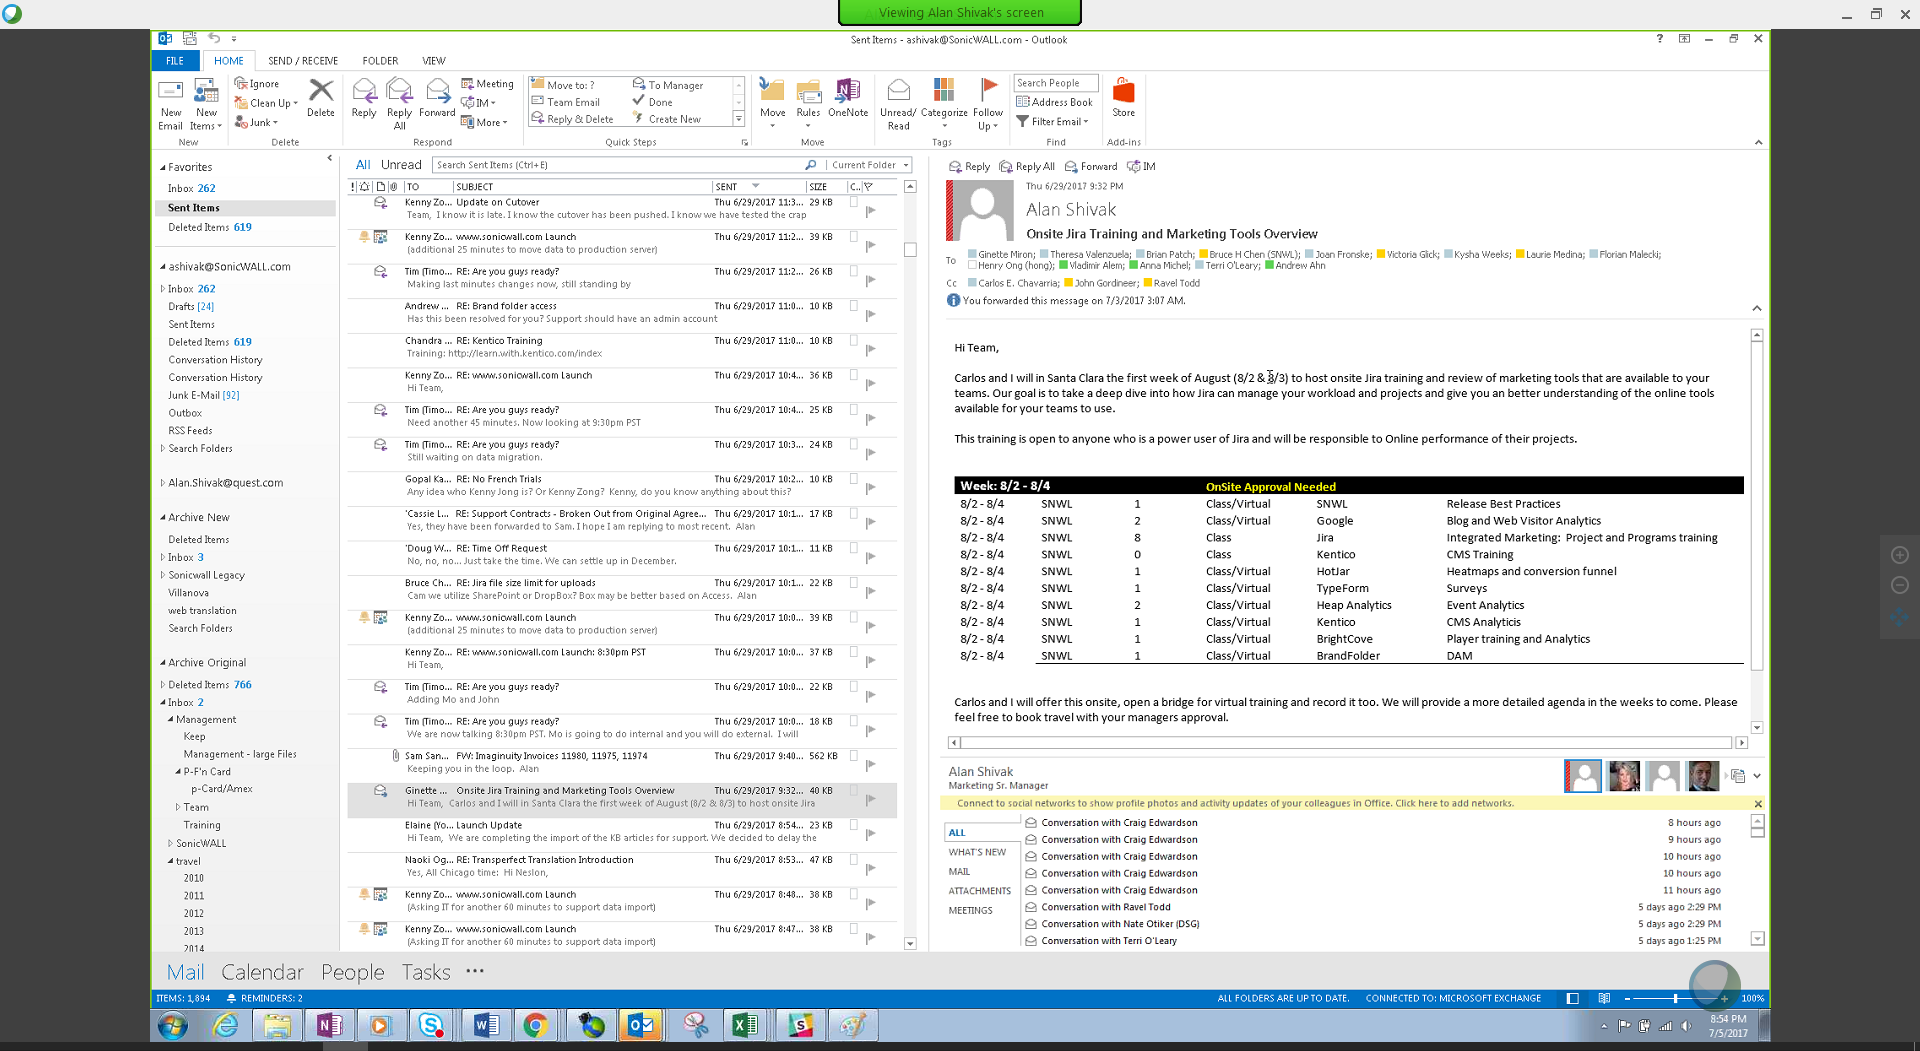 Viewing Alan Shivak's screen
Sent Items - ashivak@SonicWALL.com - Outlook
FILE HOME SEND / RECEIVE FOLDER VIEW
New Email
New Items
New
Ignore
Clean Up
Junk
Delete
Delete
Reply
Reply All
Forward
Meeting
IM
More
Respond
Move to: ?
Team Email
Reply & Delete
To Manager
Done
Create New
Quick Steps
Move
Rules
OneNote
Move
Unread/ Read
Categorize
Follow Up
Tags
Search People
Address Book
Filter Email
Find
Store
Add-ins
Favorites
Inbox 262
Sent Items
Deleted Items 619
ashivak@SonicWALL.com
Inbox 262
Drafts [24]
Sent Items
Deleted Items 619
Conversation History
Conversation History
Junk E-Mail [92]
Outbox
RSS Feeds
Search Folders
Alan.Shivak@quest.com
Archive New
Deleted Items
Inbox 3
Sonicwall Legacy
Villanova
web translation
Search Folders
Archive Original
Deleted Items 766
Inbox 2
Management
Keep
Management - large Files
P-F'n Card
p-Card/Amex
Team
Training
SonicWALL
travel
2010
2011
2012
2013
2014
All Unread
Search Sent Items (Ctrl+E)
Current Folder
TO SUBJECT SENT SIZE C..
Kenny Zo... Update on Cutover Thu 6/29/2017 11:3... 29 KB
Team, I know it is late. I know the cutover has been pushed. I know we have tested the crap
Kenny Zo... www.sonicwall.com Launch Thu 6/29/2017 11:2... 39 KB
(additional 25 minutes to move data to production server)
Tim (Timo... RE: Are you guys ready? Thu 6/29/2017 11:2... 26 KB
Making last minutes changes now, still standing by
Andrew ... RE: Brand folder access Thu 6/29/2017 11:0... 10 KB
Has this been resolved for you? Support should have an admin account
Chandra ... RE: Kentico Training Thu 6/29/2017 11:0... 10 KB
Training: http://learn.with.kentico.com/index
Kenny Zo... RE: www.sonicwall.com Launch Thu 6/29/2017 10:4... 36 KB
Hi Team,
Tim (Timo... RE: Are you guys ready? Thu 6/29/2017 10:4... 25 KB
Need another 45 minutes. Now looking at 9:30pm PST
Tim (Timo... RE: Are you guys ready? Thu 6/29/2017 10:3... 24 KB
Still waiting on data migration.
Gopal Ka... RE: No French Trials Thu 6/29/2017 10:2... 10 KB
Any idea who Kenny Jong is? Or Kenny Zong? Kenny, do you know anything about this?
'Cassie L... RE: Support Contracts - Broken Out from Original Agree... Thu 6/29/2017 10:1... 17 KB
Yes, they have been forwarded to Sam. I hope I am replying to most recent. Alan
'Doug W... RE: Time Off Request Thu 6/29/2017 10:1... 11 KB
No, no, no... Just take the time. We can settle up in December.
Bruce Ch... RE: Jira file size limit for uploads Thu 6/29/2017 10:1... 22 KB
Cam we utilize SharePoint or DropBox? Box may be better based on Access. Alan
Kenny Zo... www.sonicwall.com Launch Thu 6/29/2017 10:0... 39 KB
(additional 25 minutes to move data to production server)
Kenny Zo... RE: www.sonicwall.com Launch: 8:30pm PST Thu 6/29/2017 10:0... 37 KB
Hi Team,
Tim (Timo... RE: Are you guys ready? Thu 6/29/2017 10:0... 22 KB
Adding Mo and John
Tim (Timo... RE: Are you guys ready? Thu 6/29/2017 10:0... 18 KB
We are now talking 8:30pm PST. Mo is going to do internal and you will do external. I will
Sam San... FW: Imaginuity Invoices 11980, 11975, 11974 Thu 6/29/2017 9:40... 562 KB
Keeping you in the loop. Alan
Ginette ... Onsite Jira Training and Marketing Tools Overview Thu 6/29/2017 9:32... 40 KB
Hi Team, Carlos and I will in Santa Clara the first week of August (8/2 & 8/3) to host onsite Jira
Elaine (Yo... Launch Update Thu 6/29/2017 8:54... 23 KB
Hi Team, We are completing the import of the KB articles for support. We decided to delay the
Naoki Og... RE: Transperfect Translation Introduction Thu 6/29/2017 8:53... 47 KB
Yes, All Chicago time: Hi Neslon,
Kenny Zo... www.sonicwall.com Launch Thu 6/29/2017 8:48... 38 KB
(Asking IT for another 60 minutes to support data import)
Kenny Zo... www.sonicwall.com Launch Thu 6/29/2017 8:47... 38 KB
(Asking IT for another 60 minutes to support data import)
Reply Reply All Forward IM
Thu 6/29/2017 9:32 PM
Alan Shivak
Onsite Jira Training and Marketing Tools Overview
To Ginette Miron; Theresa Valenzuela; Brian Patch; Bruce H Chen (SNWL); Joan Fronske; Victoria Glick; Kysha Weeks; Laurie Medina; Florian Malecki;
Henry Ong (hong); Vladimir Alem; Anna Michel; Terri O'Leary; Andrew Ahn
Cc Carlos E. Chavarria; John Gordineer; Ravel Todd
You forwarded this message on 7/3/2017 3:07 AM.
Hi Team,
Carlos and I will in Santa Clara the first week of August (8/2 & 8/3) to host onsite Jira training and review of marketing tools that are available to your
teams. Our goal is to take a deep dive into how Jira can manage your workload and projects and give you an better understanding of the online tools
available for your teams to use.
This training is open to anyone who is a power user of Jira and will be responsible to Online performance of their projects.
Week: 8/2 - 8/4 OnSite Approval Needed
8/2 - 8/4 SNWL 1 Class/Virtual SNWL Release Best Practices
8/2 - 8/4 SNWL 2 Class/Virtual Google Blog and Web Visitor Analytics
8/2 - 8/4 SNWL 8 Class Jira Integrated Marketing: Project and Programs training
8/2 - 8/4 SNWL 0 Class Kentico CMS Training
8/2 - 8/4 SNWL 1 Class/Virtual HotJar Heatmaps and conversion funnel
8/2 - 8/4 SNWL 1 Class/Virtual TypeForm Surveys
8/2 - 8/4 SNWL 2 Class/Virtual Heap Analytics Event Analytics
8/2 - 8/4 SNWL 1 Class/Virtual Kentico CMS Analyticis
8/2 - 8/4 SNWL 1 Class/Virtual BrightCove Player training and Analytics
8/2 - 8/4 SNWL 1 Class/Virtual BrandFolder DAM
Carlos and I will offer this onsite, open a bridge for virtual training and record it too. We will provide a more detailed agenda in the weeks to come. Please
feel free to book travel with your managers approval.
Alan Shivak
Marketing Sr. Manager
Connect to social networks to show profile photos and activity updates of your colleagues in Office. Click here to add networks.
ALL
WHAT'S NEW
MAIL
ATTACHMENTS
MEETINGS
Conversation with Craig Edwardson 8 hours ago
Conversation with Craig Edwardson 9 hours ago
Conversation with Craig Edwardson 10 hours ago
Conversation with Craig Edwardson 10 hours ago
Conversation with Craig Edwardson 11 hours ago
Conversation with Ravel Todd 5 days ago 2:29 PM
Conversation with Nate Otiker (DSG) 5 days ago 2:29 PM
Conversation with Terri O'Leary 5 days ago 1:25 PM
Mail Calendar People Tasks ...
ITEMS: 1,894 REMINDERS: 2
ALL FOLDERS ARE UP TO DATE. CONNECTED TO: MICROSOFT EXCHANGE 100%
8:54 PM
7/5/2017